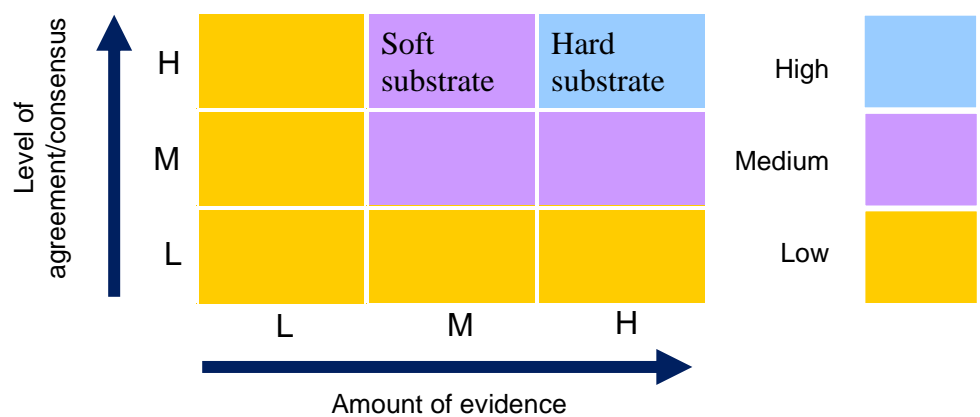 Level of
agreement/consensus
H
Soft
substrate
Hard
substrate
High
M
Medium
L
Low
L
M
H
Amount of evidence